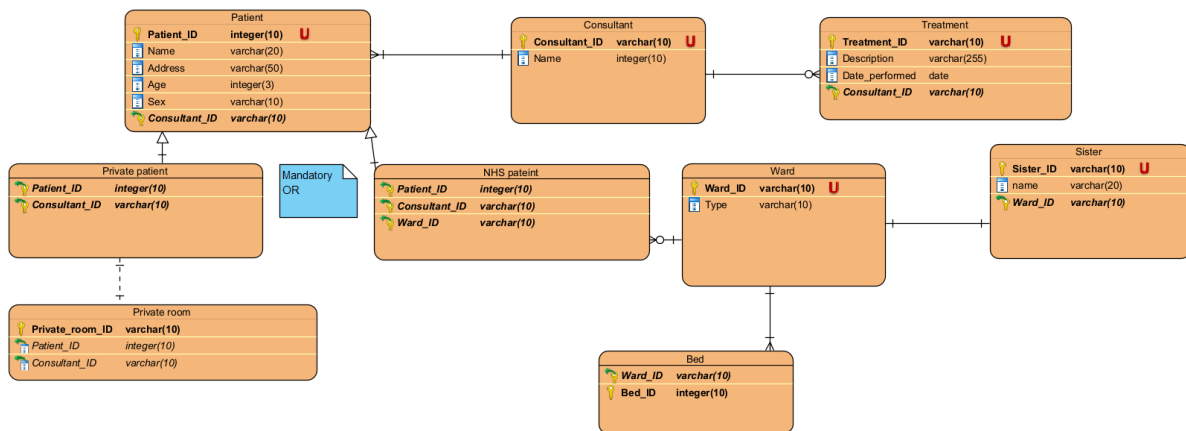 Patient
Patient_ID integer(10) U
Name varchar(20)
Address varchar(50)
Age integer(3)
Sex varchar(10)
Consultant_ID varchar(10)
Consultant
Consultant_ID varchar(10) U
Name integer(10)
Treatment
Treatment_ID varchar(10) U
Description varchar(255)
Date_performed date
Consultant_ID varchar(10)
Private patient
Patient_ID integer(10)
Consultant_ID varchar(10)
Mandatory
OR
NHS pateint
Patient_ID integer(10)
Consultant_ID varchar(10)
Ward_ID varchar(10)
Ward
Ward_ID varchar(10) U
Type varchar(10)
Sister
Sister_ID varchar(10) U
name varchar(20)
Ward_ID varchar(10)
Private room
Private_room_ID varchar(10)
Patient_ID integer(10)
Consultant_ID varchar(10)
Bed
Ward_ID varchar(10)
Bed_ID integer(10)